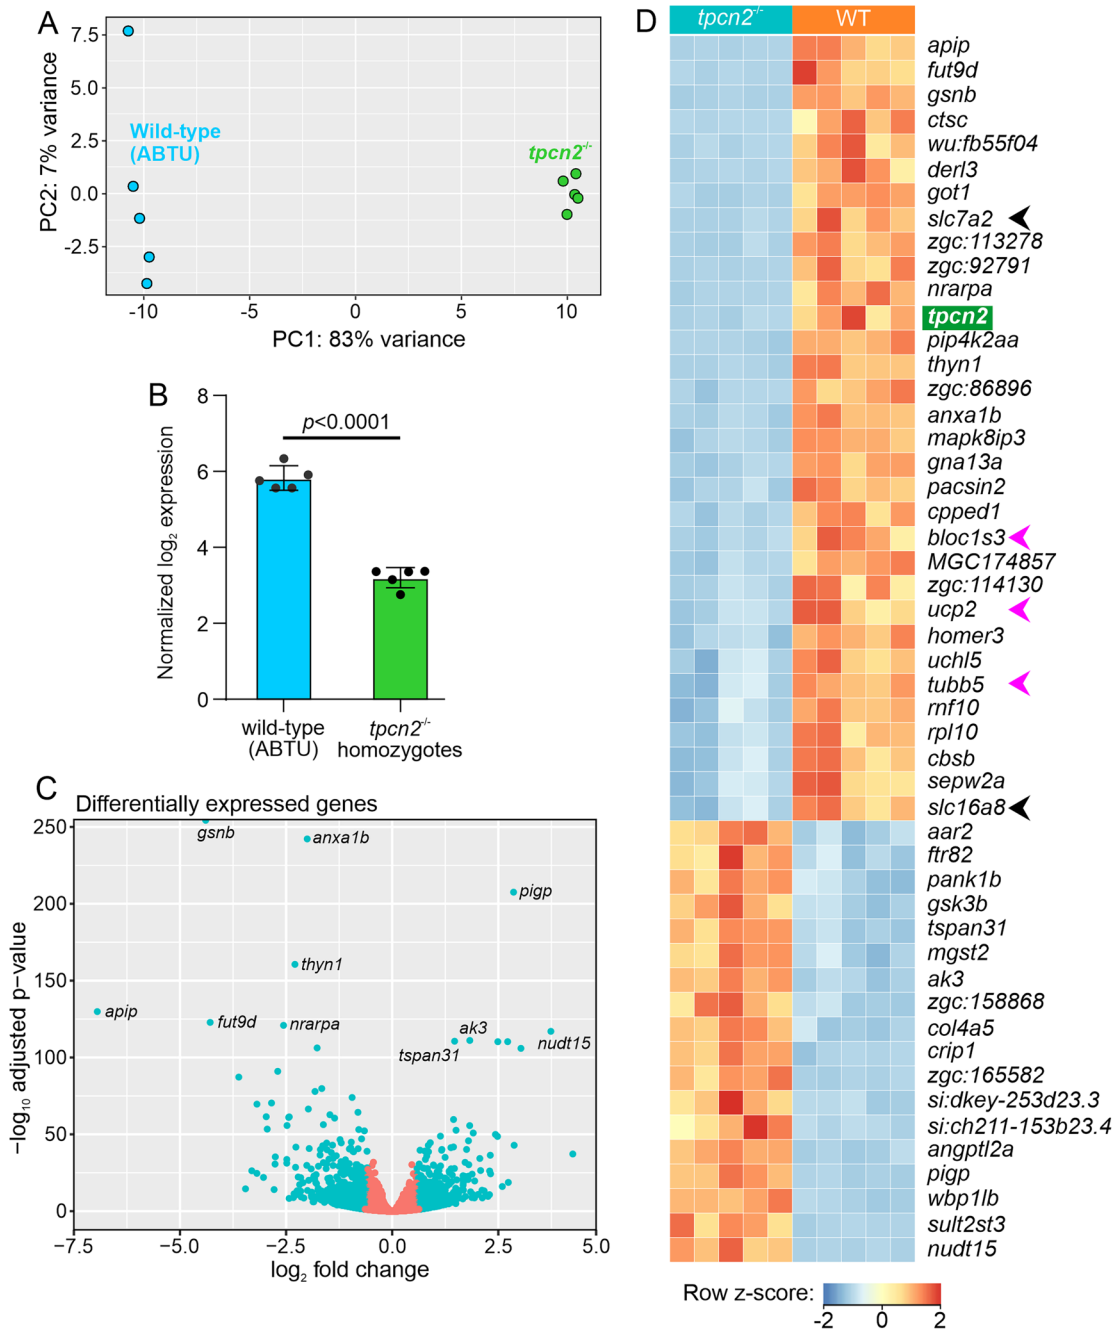 A
7.5
5.0
2.5
0.0
-2.5
PC2: 7% variance
Wild-type
(ABTU)
tpcn2-/-
-10
-5
0
5
10
PC1: 83% variance
B
8
6
4
2
0
Normalized log2 expression
p<0.0001
wild-type
(ABTU)
tpcn2-/-
homozygotes
C
Differentially expressed genes
250
200
150
100
50
0
−log10 adjusted p−value
gsnb
anxa1b
pigp
thyn1
apip
fut9d
nrarpa
ak3
tspan31
nudt15
−7.5
−5.0
−2.5
0.0
2.5
5.0
log2 fold change
D
tpcn2-/-
WT
apip
fut9d
gsnb
ctsc
wu:fb55f04
derl3
got1
slc7a2
zgc:113278
zgc:92791
nrarpa
tpcn2
pip4k2aa
thyn1
zgc:86896
anxa1b
mapk8ip3
gna13a
pacsin2
cpped1
bloc1s3
MGC174857
zgc:114130
ucp2
homer3
uchl5
tubb5
rnf10
rpl10
cbsb
sepw2a
slc16a8
aar2
ftr82
pank1b
gsk3b
tspan31
mgst2
ak3
zgc:158868
col4a5
crip1
zgc:165582
si:dkey-253d23.3
si:ch211-153b23.4
angptl2a
pigp
wbp1lb
sult2st3
nudt15
Row z-score:
-2
0
2